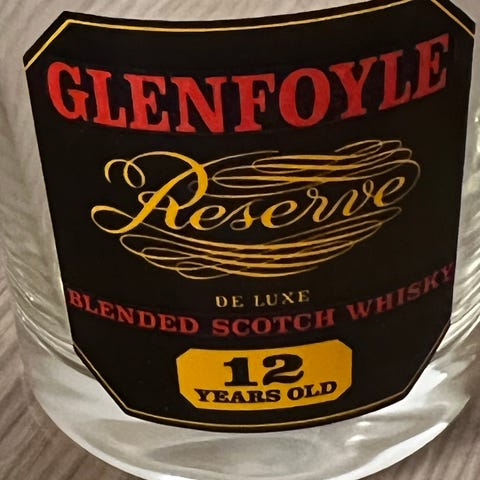 GLENFOYLE
Reserve
DE LUXE
BLENDED SCOTCH WHISKY
12
YEARS OLD